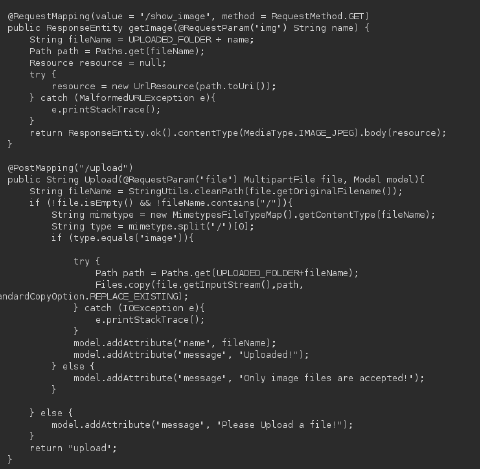 @RequestMapping(value = "/show_image", method = RequestMethod.GET)
public ResponseEntity getImage(@RequestParam("img") String name) {
    String fileName = UPLOADED_FOLDER + name;
    Path path = Paths.get(fileName);
    Resource resource = null;
    try {
        resource = new UrlResource(path.toUri());
    } catch (MalformedURLException e){
        e.printStackTrace();
    }
    return ResponseEntity.ok().contentType(MediaType.IMAGE_JPEG).body(resource);
}

@PostMapping("/upload")
public String Upload(@RequestParam("file") MultipartFile file, Model model){
    String fileName = StringUtils.cleanPath(file.getOriginalFilename());
    if (!file.isEmpty() && !fileName.contains("/")){
        String mimetype = new MimetypesFileTypeMap().getContentType(fileName);
        String type = mimetype.split("/")[0];
        if (type.equals("image")){

            try {
                Path path = Paths.get(UPLOADED_FOLDER+fileName);
                Files.copy(file.getInputStream(),path,
ndardCopyOption.REPLACE_EXISTING);
            } catch (IOException e){
                e.printStackTrace();
            }
            model.addAttribute("name", fileName);
            model.addAttribute("message", "Uploaded!");
        } else {
            model.addAttribute("message", "Only image files are accepted!");
        }

    } else {
        model.addAttribute("message", "Please Upload a file!");
    }
    return "upload";
}